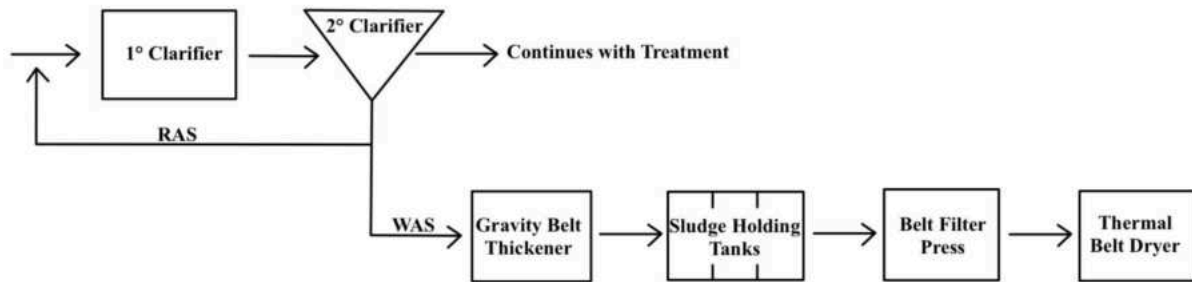 1° Clarifier
2° Clarifier
Continues with Treatment
RAS
WAS
Gravity Belt
Thickener
Sludge Holding
Tanks
Belt Filter
Press
Thermal
Belt Dryer